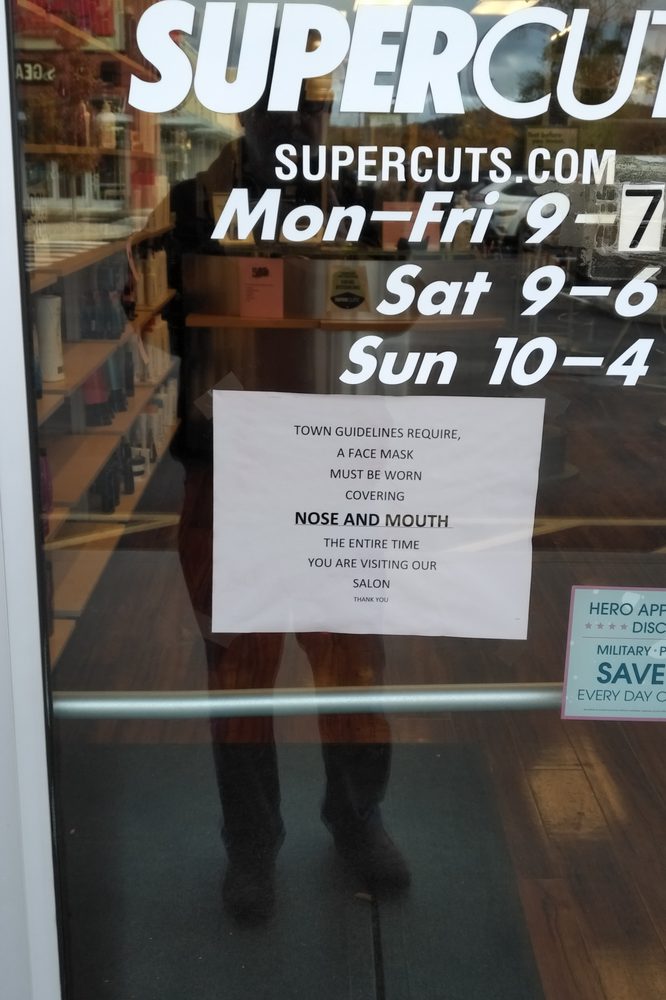 SUPERCUT
SUPERCUTS.COM
Mon-Fri 9-7
Sat 9-6
Sun 10-4
TOWN GUIDELINES REQUIRE,
A FACE MASK
MUST BE WORN
COVERING
NOSE AND MOUTH
THE ENTIRE TIME
YOU ARE VISITING OUR
SALON
THANK YOU
HERO APP
DISC
MILITARY · P
SAVE
EVERY DAY O